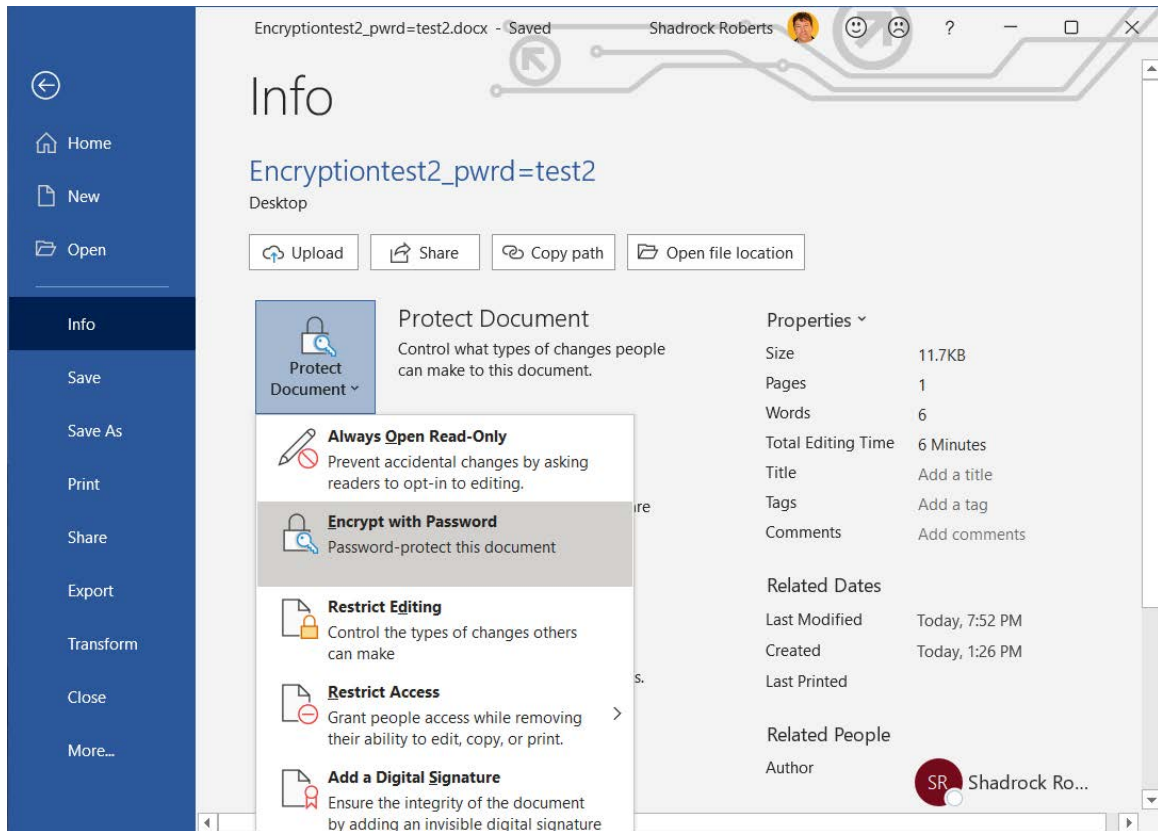 Encryptiontest2_pwrd=test2.docx - Saved
Shadrock Roberts
?
Info
Home
New
Open
Info
Save
Save As
Print
Share
Export
Transform
Close
More...
Encryptiontest2_pwrd=test2
Desktop
Upload
Share
Copy path
Open file location
Protect
Document
Protect Document
Control what types of changes people
can make to this document.
Always Open Read-Only
Prevent accidental changes by asking
readers to opt-in to editing.
Encrypt with Password
Password-protect this document
Restrict Editing
Control the types of changes others
can make
Restrict Access
Grant people access while removing
their ability to edit, copy, or print.
Add a Digital Signature
Ensure the integrity of the document
by adding an invisible digital signature
Properties
Size 11.7KB
Pages 1
Words 6
Total Editing Time 6 Minutes
Title Add a title
Tags Add a tag
Comments Add comments
Related Dates
Last Modified Today, 7:52 PM
Created Today, 1:26 PM
Last Printed
Related People
Author
SR Shadrock Ro...